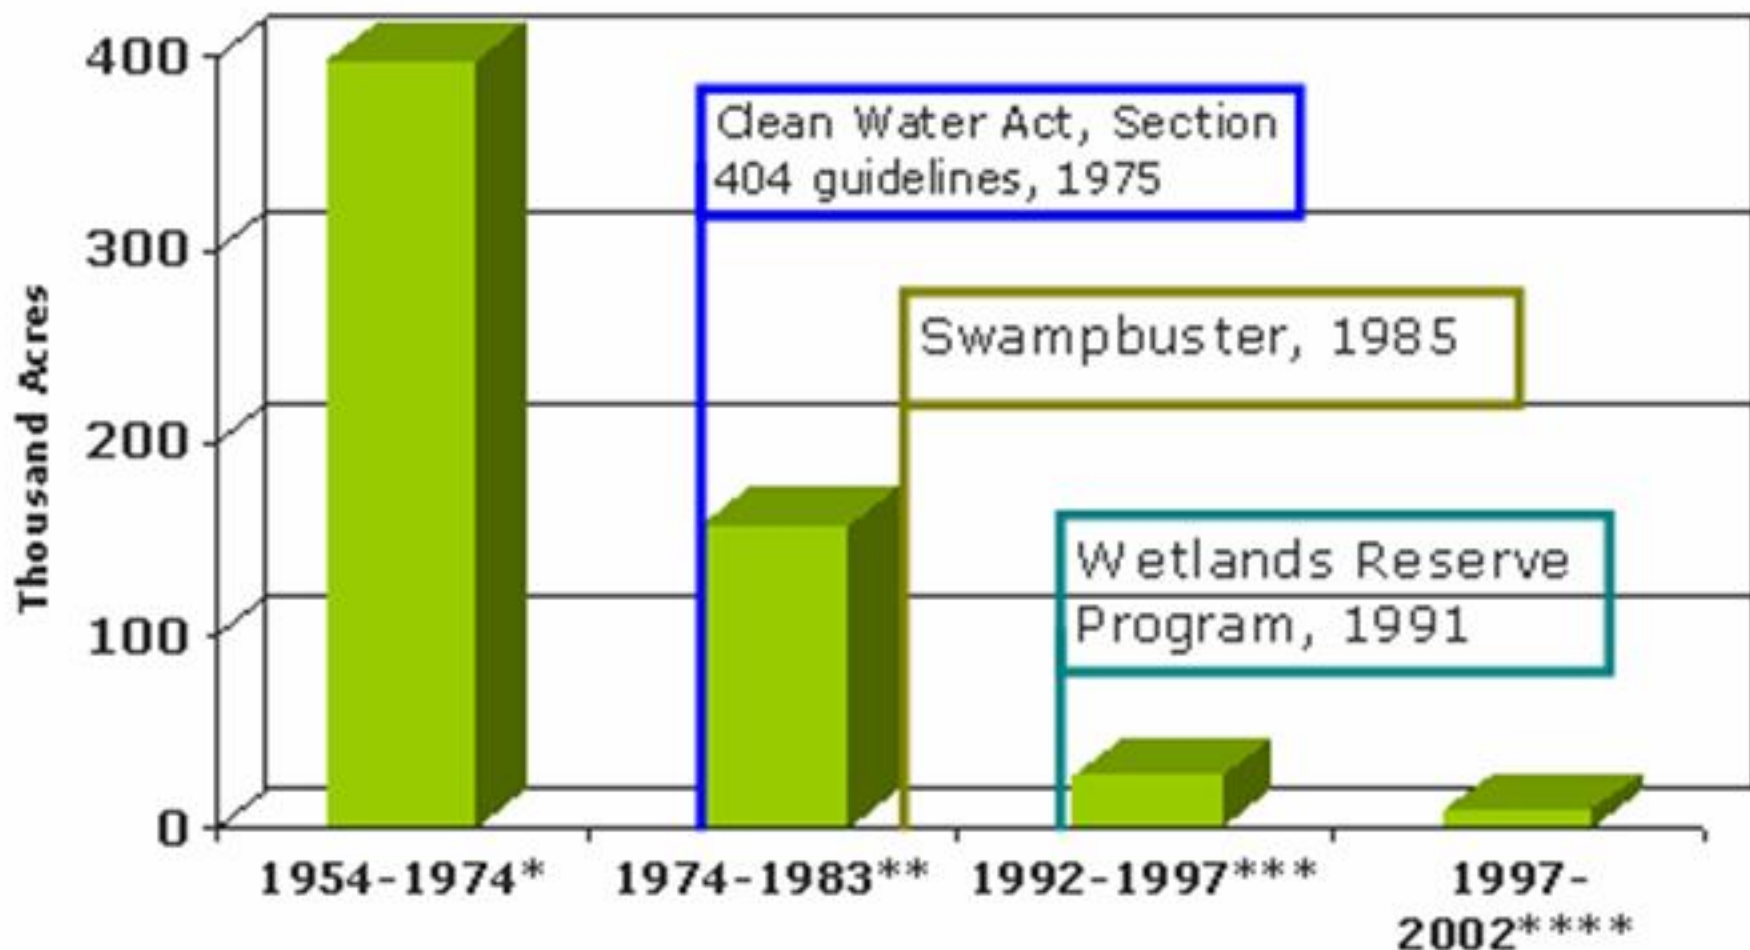 Thousand Acres
400
300
200
100
0
Clean Water Act, Section
404 guidelines, 1975
Swampbuster, 1985
Wetlands Reserve
Program, 1991
1954-1974*
1974-1983**
1992-1997***
1997-
2002****